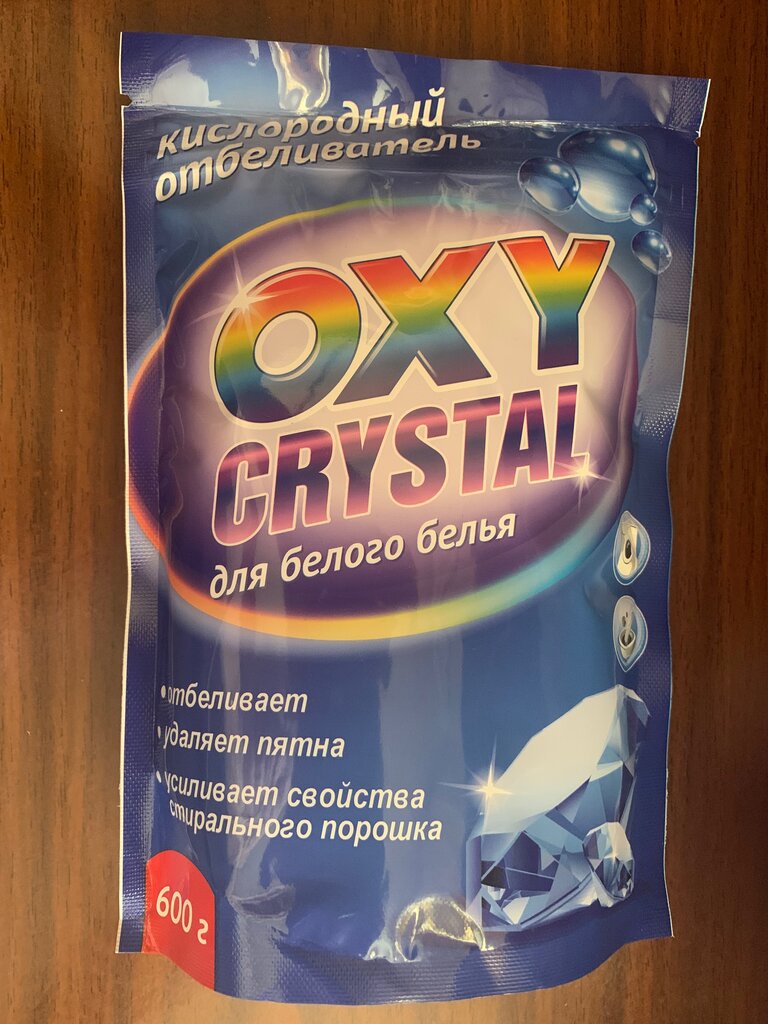 кислородный
отбеливатель
OXY
CRYSTAL
для белого белья
• отбеливает
• удаляет пятна
• усиливает свойства
стирального порошка
600 г